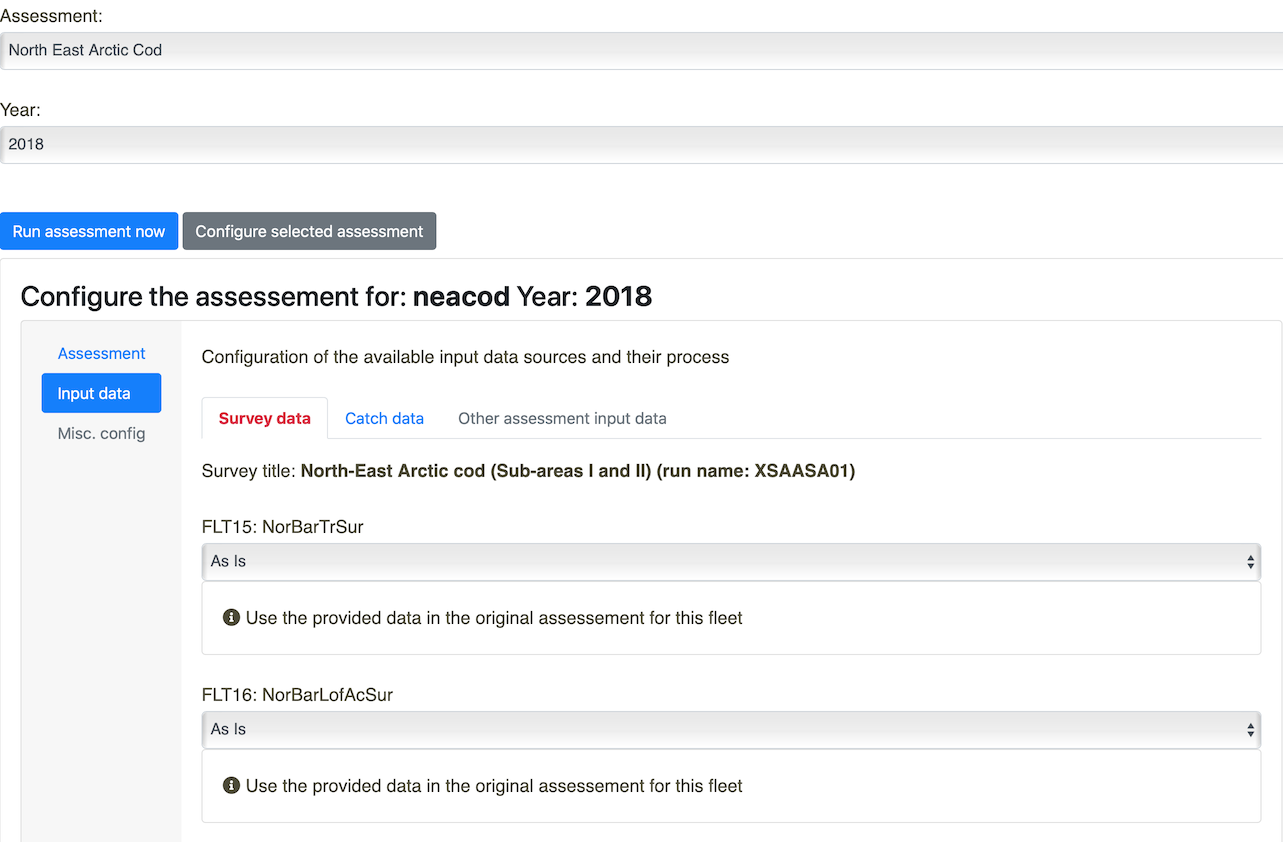 Assessment:
North East Arctic Cod
Year:
2018
Run assessment now Configure selected assessment
Configure the assessement for: neacod Year: 2018
Assessment
Input data
Misc. config
Configuration of the available input data sources and their process
Survey data Catch data Other assessment input data
Survey title: North-East Arctic cod (Sub-areas I and II) (run name: XSAASA01)
FLT15: NorBarTrSur
As Is
Use the provided data in the original assessement for this fleet
FLT16: NorBarLofAcSur
As Is
Use the provided data in the original assessement for this fleet